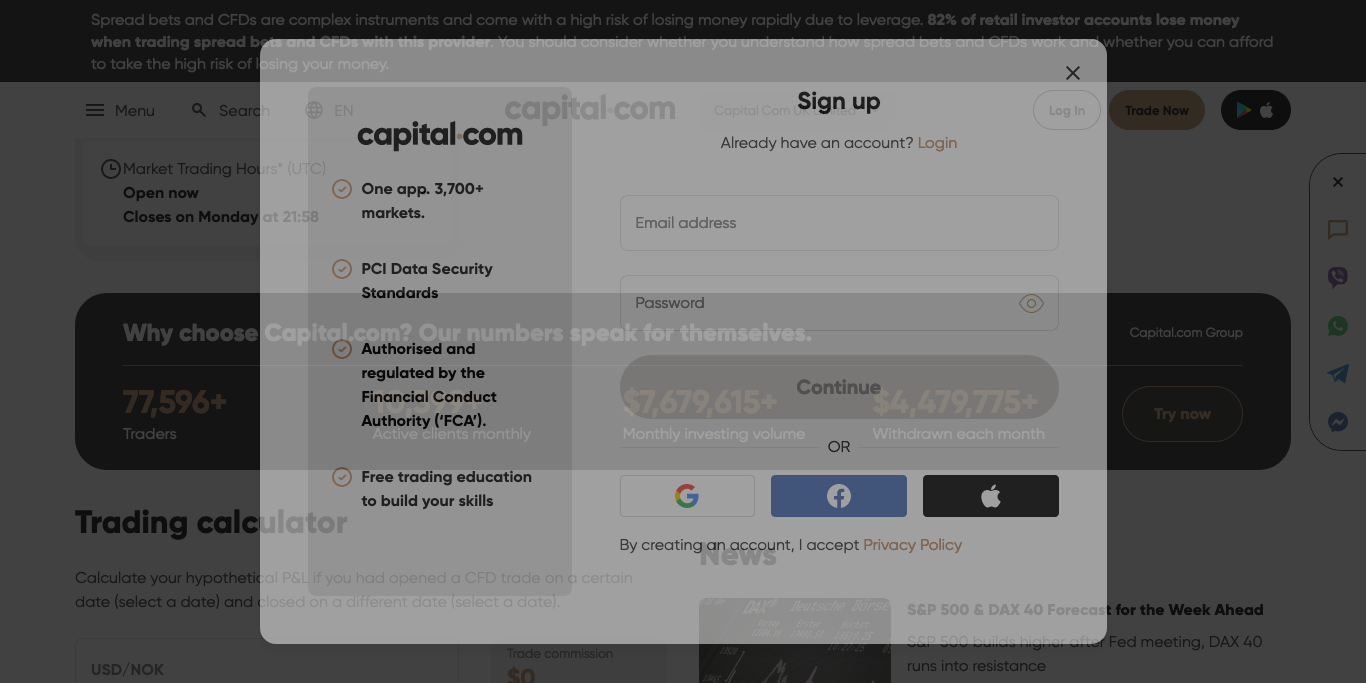 Spread bets and CFDs are complex instruments and come with a high risk of losing money rapidly due to leverage. 82% of retail investor accounts lose money
when trading spread bets and CFDs with this provider. You should consider whether you understand how spread bets and CFDs work and whether you can afford
to take the high risk of losing your money.
Menu
Search
EN
capital.com
Capital Com UK Limited
Log In
Trade Now
Market Trading Hours* (UTC)
Open now
Closes on Monday at 21:58
capital.com
One app. 3,700+
markets.
PCI Data Security
Standards
Authorised and
regulated by the
Financial Conduct
Authority (‘FCA’).
Free trading education
to build your skills
Sign up
Already have an account? Login
Email address
Password
Continue
OR
By creating an account, I accept Privacy Policy
Why choose Capital.com? Our numbers speak for themselves.
Capital.com Group
77,596+
Traders
Active clients monthly
$7,679,615+
Monthly investing volume
$4,479,775+
Withdrawn each month
Try now
Trading calculator
Calculate your hypothetical P&L if you had opened a CFD trade on a certain
date (select a date) and closed on a different date (select a date).
USD/NOK
Trade commission
$0
News
DAX
Deutsche Börse
S&P 500 & DAX 40 Forecast for the Week Ahead
S&P 500 builds higher after Fed meeting, DAX 40
runs into resistance